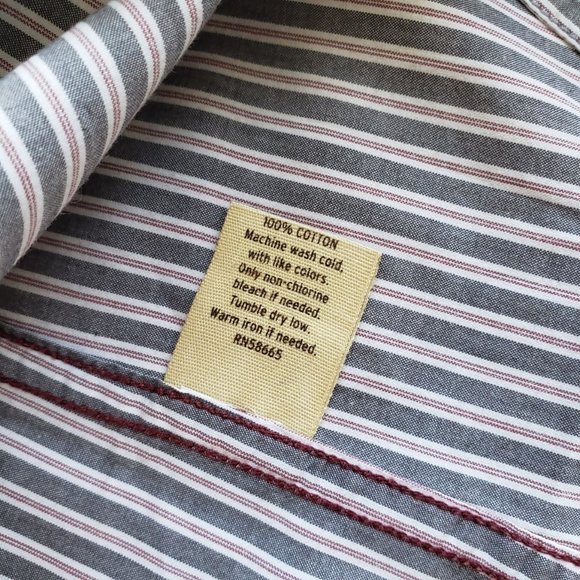 100% COTTON
Machine wash cold,
with like colors.
Only non-chlorine
bleach if needed.
Tumble dry low.
Warm iron if needed.
RN58665